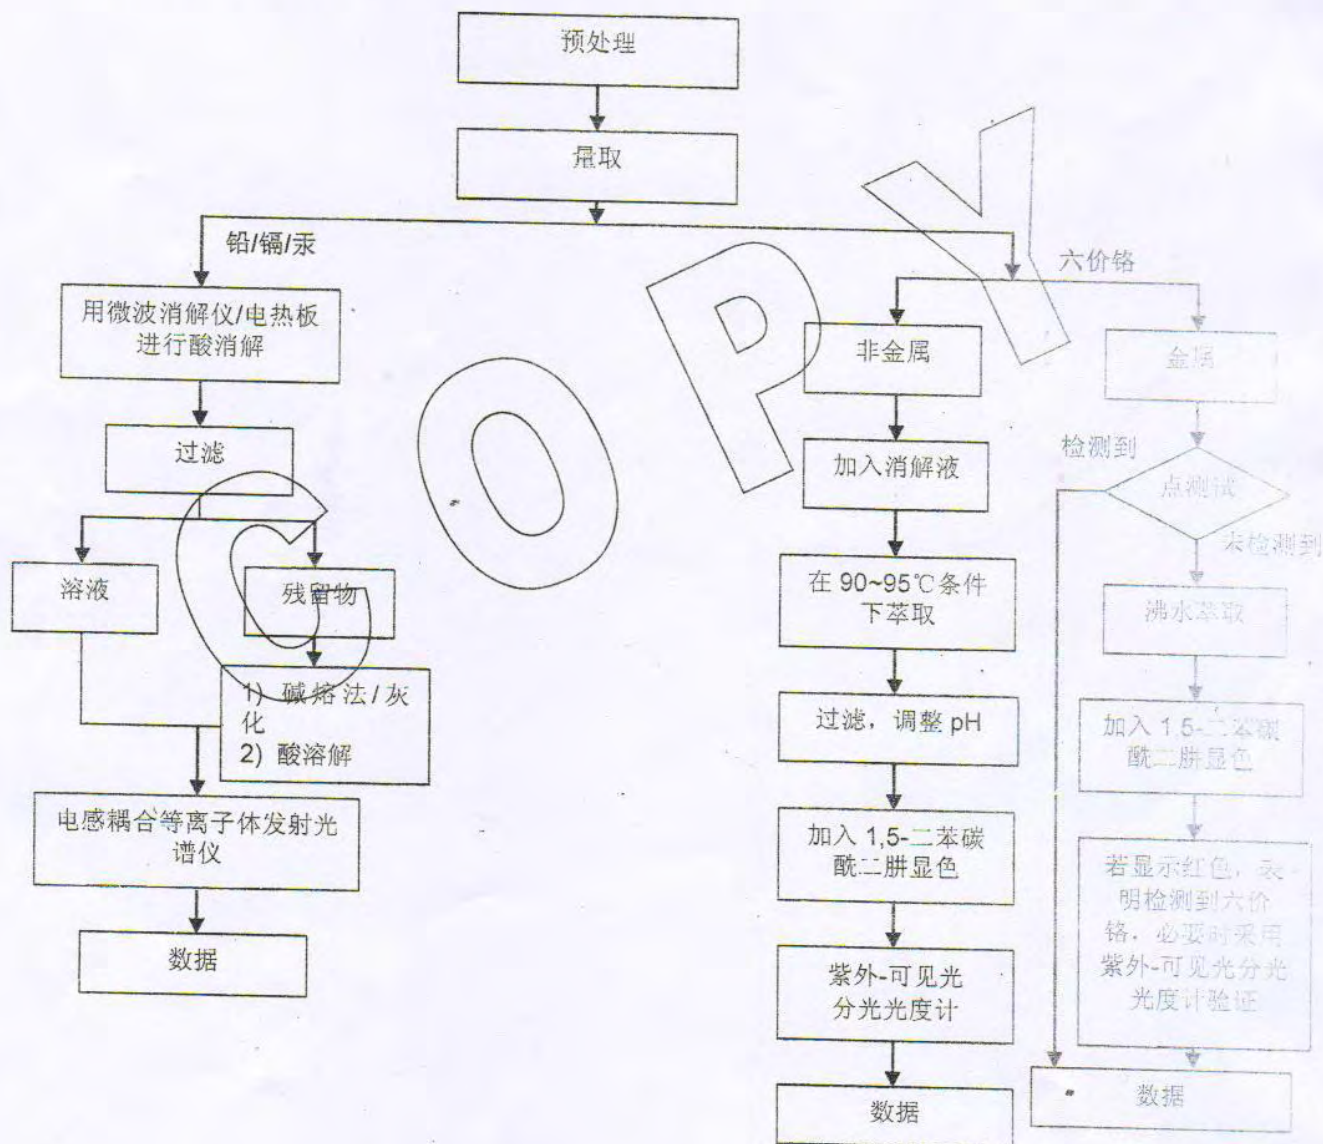 预处理
量取
铅/镉/汞
用微波消解仪/电热板
进行酸消解
过滤
溶液
残留物
1) 碱熔法/灰
化
2) 酸溶解
电感耦合等离子体发射光
谱仪
数据
六价铬
非金属
加入消解液
在 90~95℃条件
下萃取
过滤，调整 pH
加入 1,5-二苯碳
酰二肼显色
紫外-可见光
分光光度计
数据
金属
检测到
点测试
未检测到
沸水萃取
加入 1,5-二苯碳
酰二肼显色
若显示红色，表
明检测到六价
铬，必要时采用
紫外-可见光分光
光度计验证
数据
COPY